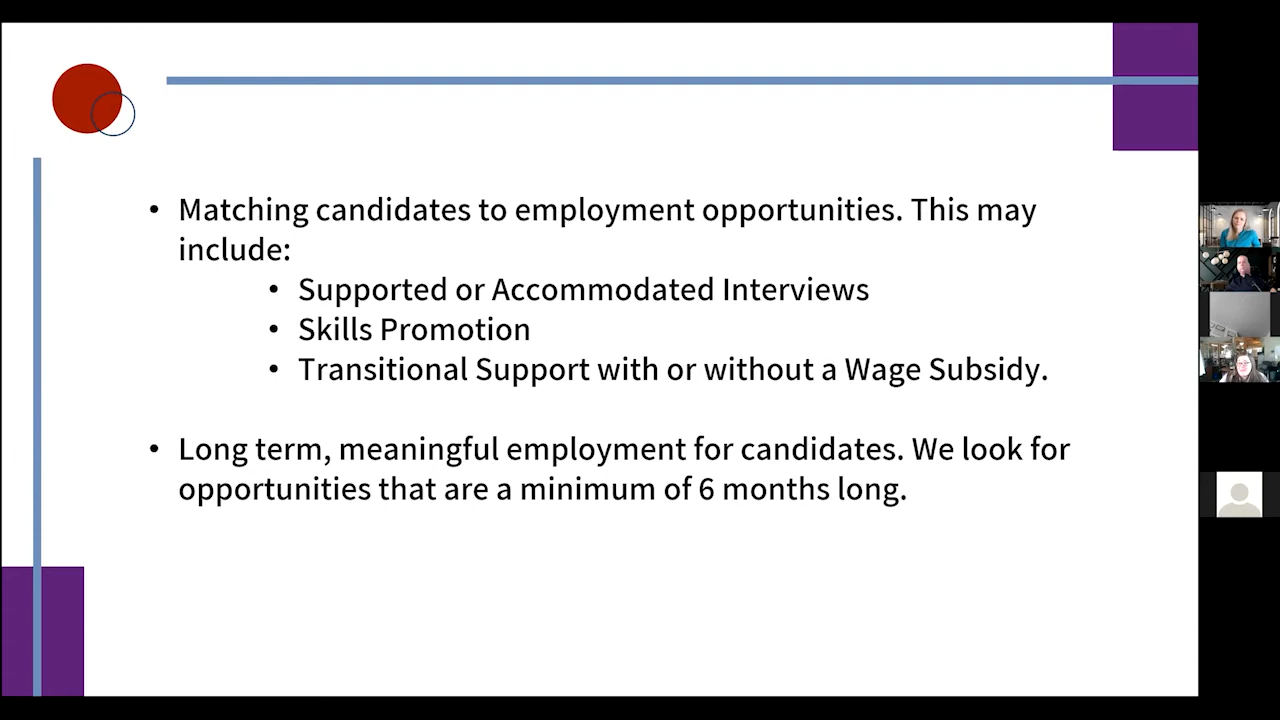 • Matching candidates to employment opportunities. This may
include:
• Supported or Accommodated Interviews
• Skills Promotion
• Transitional Support with or without a Wage Subsidy.
• Long term, meaningful employment for candidates. We look for
opportunities that are a minimum of 6 months long.